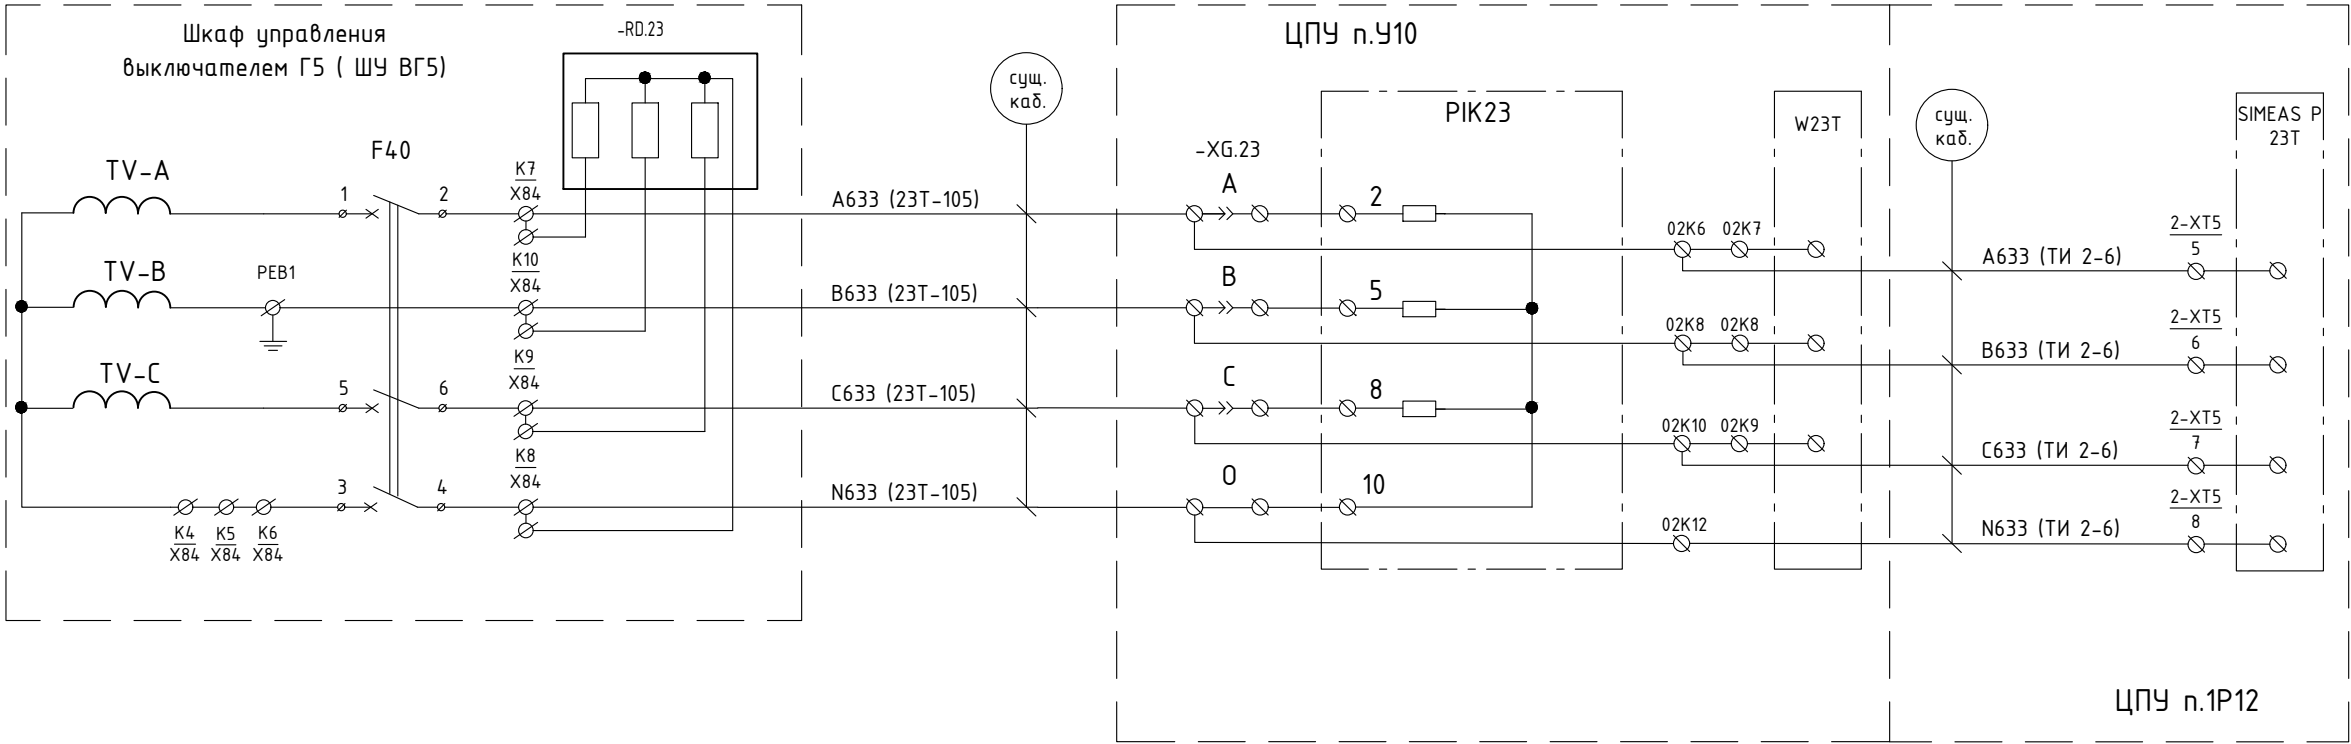 Шкаф управления
выключателем Г5 ( ШУ ВГ5)
-RD.23
F40
TV-A
1
2
K7
X84
TV-B
PEB1
K10
X84
TV-C
5
6
K9
X84
3
4
K8
X84
K4
X84
K5
X84
K6
X84
A633 (23T-105)
B633 (23T-105)
C633 (23T-105)
N633 (23T-105)
сущ.
каб.
ЦПУ п.У10
-XG.23
A
B
C
O
PIK23
2
5
8
10
W23T
02K6
02K7
02K8
02K8
02K10
02K9
02K12
сущ.
каб.
A633 (ТИ 2-6)
B633 (ТИ 2-6)
C633 (ТИ 2-6)
N633 (ТИ 2-6)
2-XT5
5
2-XT5
6
2-XT5
7
2-XT5
8
SIMEAS P
23T
ЦПУ п.1Р12